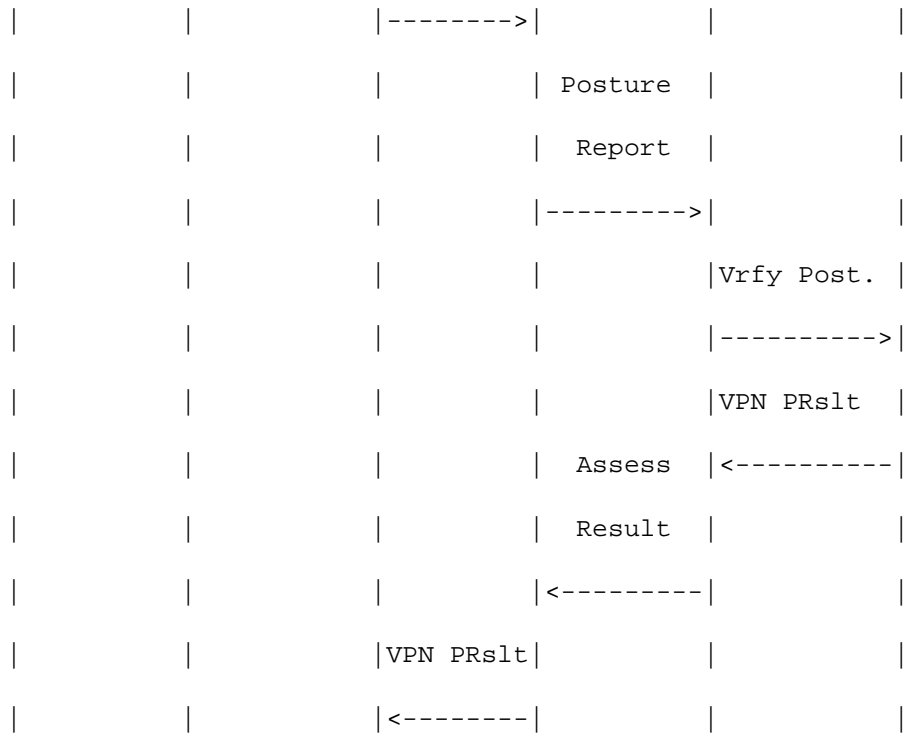 |         |          |-------->|         |          |
|         |          |         | Posture |          |
|         |          |         |  Report |          |
|         |          |         |--------->|          |
|         |          |         |         |Vrfy Post. |
|         |          |         |         |---------->|
|         |          |         |         |VPN PRslt  |
|         |          |         |  Assess |<----------|
|         |          |         |  Result |          |
|         |          |         |<---------|          |
|         |          |VPN PRslt|         |          |
|         |          |<--------|         |          |